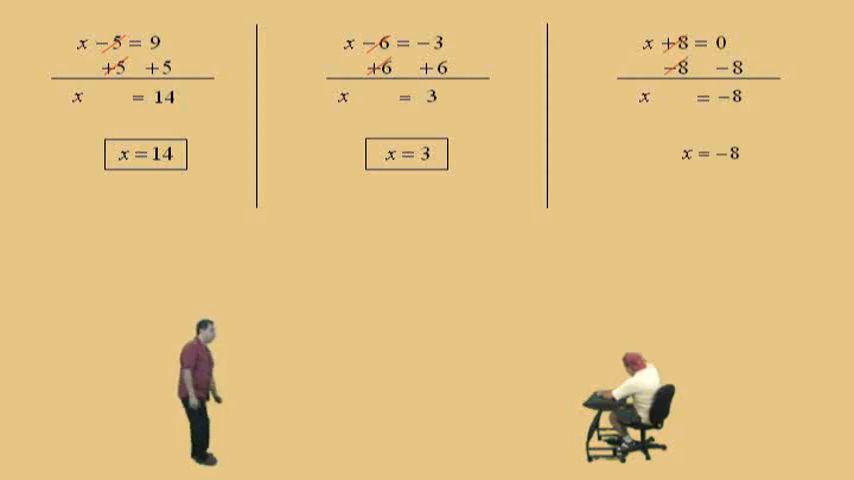 x − 5 = 9
+5 +5
x = 14
x = 14
x − 6 = −3
+6 +6
x = 3
x = 3
x + 8 = 0
−8 −8
x = −8
x = −8